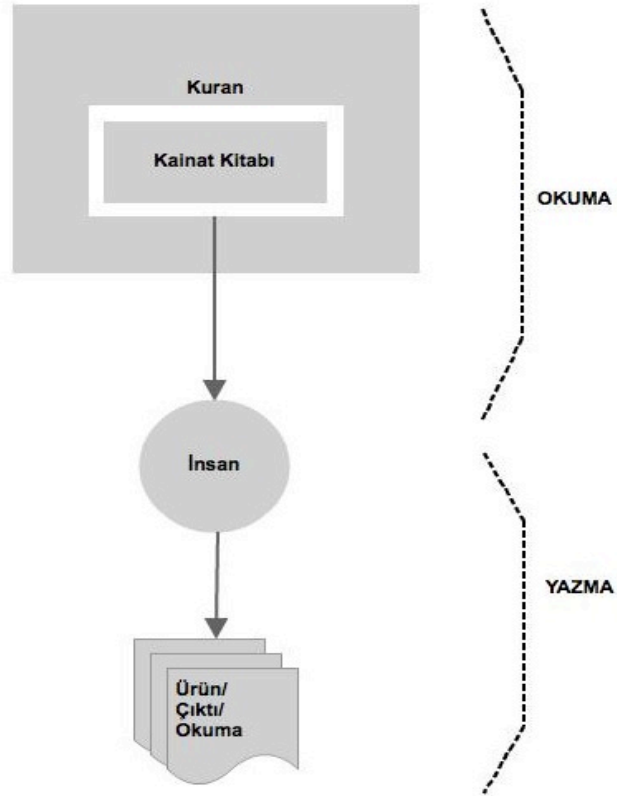 Kuran
Kainat Kitabı
OKUMA
İnsan
YAZMA
Ürün/
Çıktı/
Okuma